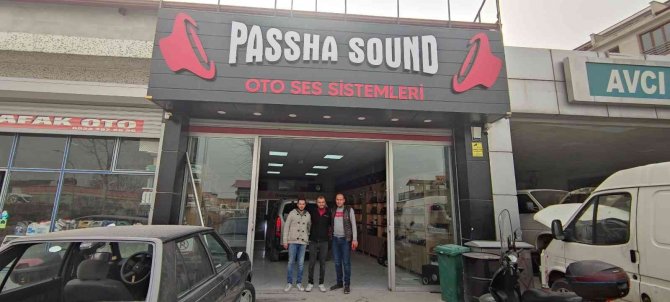 PASSHA SOUND
OTO SES SİSTEMLERİ
AFAK OTO
AVCI